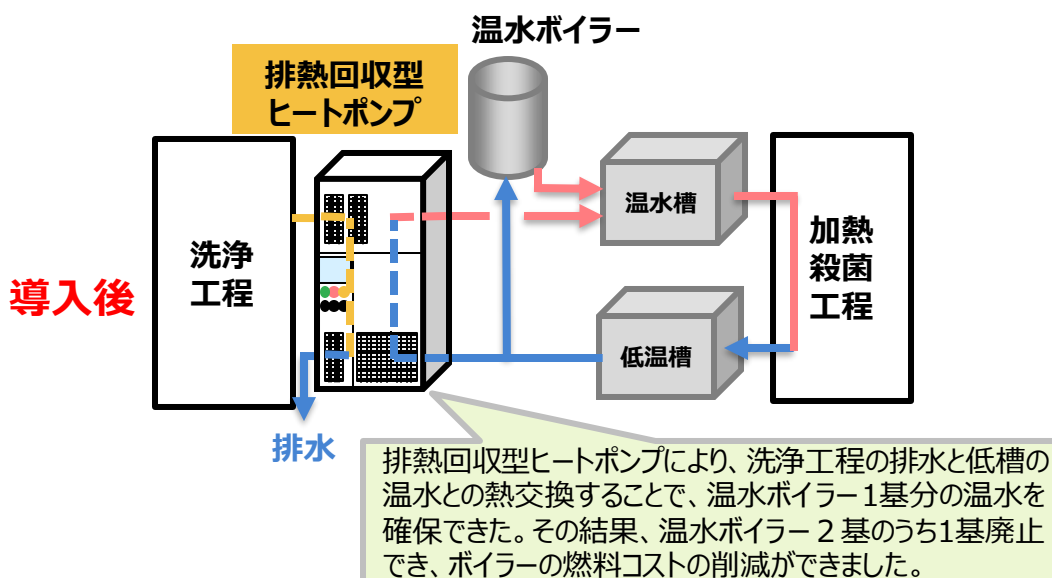 温水ボイラー
排熱回収型
ヒートポンプ
温水槽
洗浄
工程
加熱
殺菌
工程
導入後
低温槽
排水
排熱回収型ヒートポンプにより、洗浄工程の排水と低槽の
温水との熱交換することで、温水ボイラー1基分の温水を
確保できた。その結果、温水ボイラー２基のうち1基廃止
でき、ボイラーの燃料コストの削減ができました。